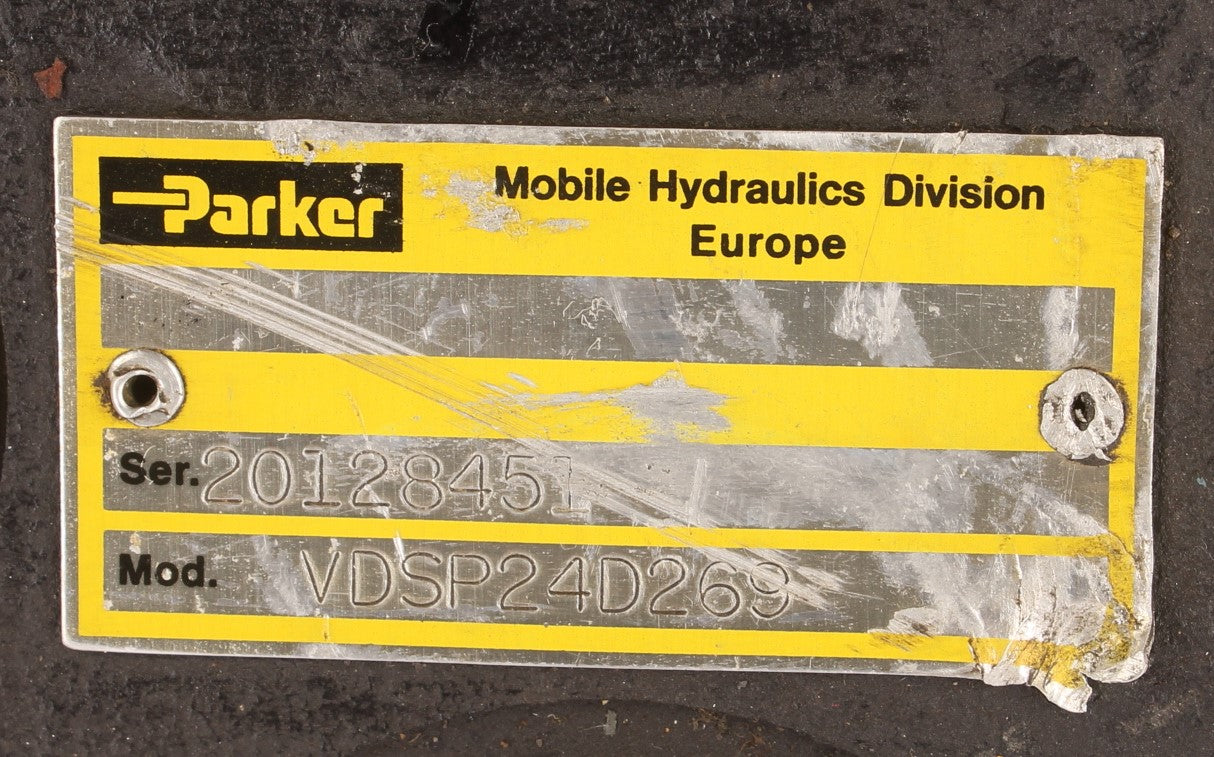 Parker
Mobile Hydraulics Division
Europe
Ser. 20128451
Mod. VDSP24D269